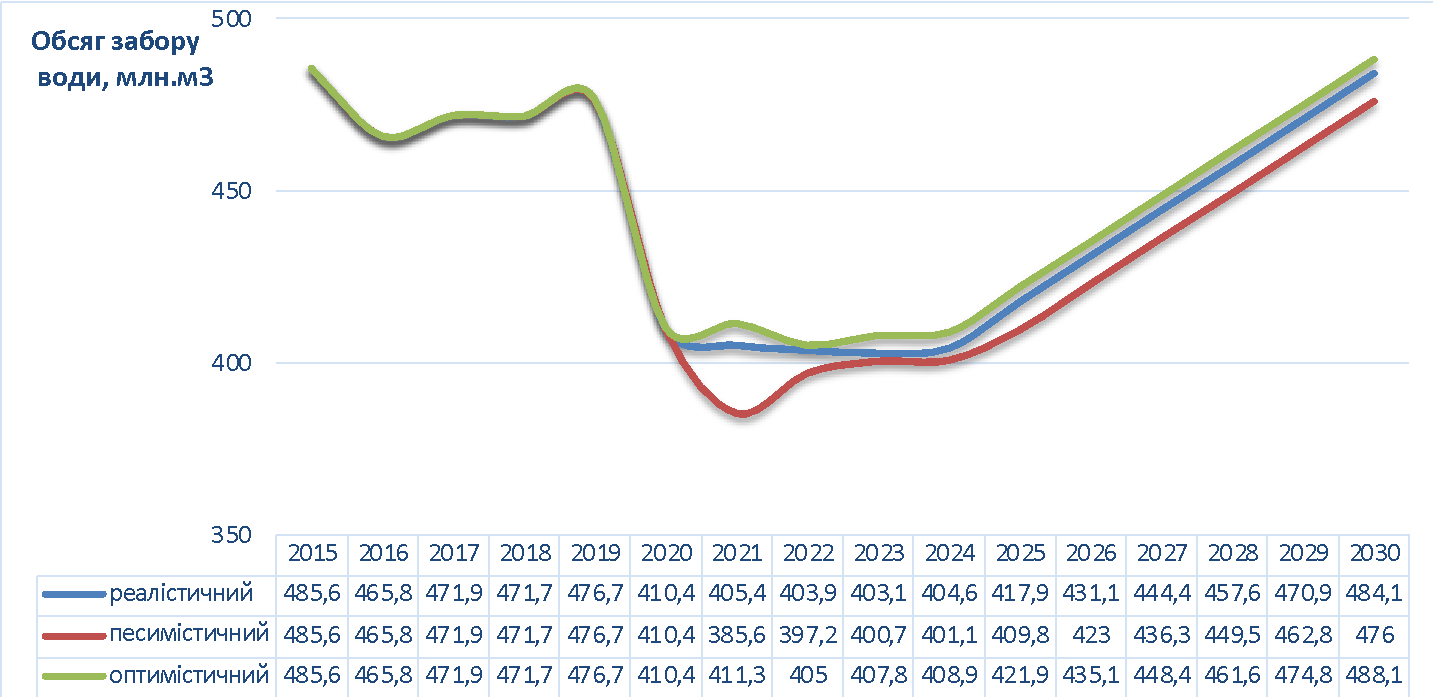 Обсяг забору
води, млн.м3
500
450
400
350
2015 2016 2017 2018 2019 2020 2021 2022 2023 2024 2025 2026 2027 2028 2029 2030
реалістичний 485,6 465,8 471,9 471,7 476,7 410,4 405,4 403,9 403,1 404,6 417,9 431,1 444,4 457,6 470,9 484,1
песимістичний 485,6 465,8 471,9 471,7 476,7 410,4 385,6 397,2 400,7 401,1 409,8 423 436,3 449,5 462,8 476
оптимістичний 485,6 465,8 471,9 471,7 476,7 410,4 411,3 405 407,8 408,9 421,9 435,1 448,4 461,6 474,8 488,1